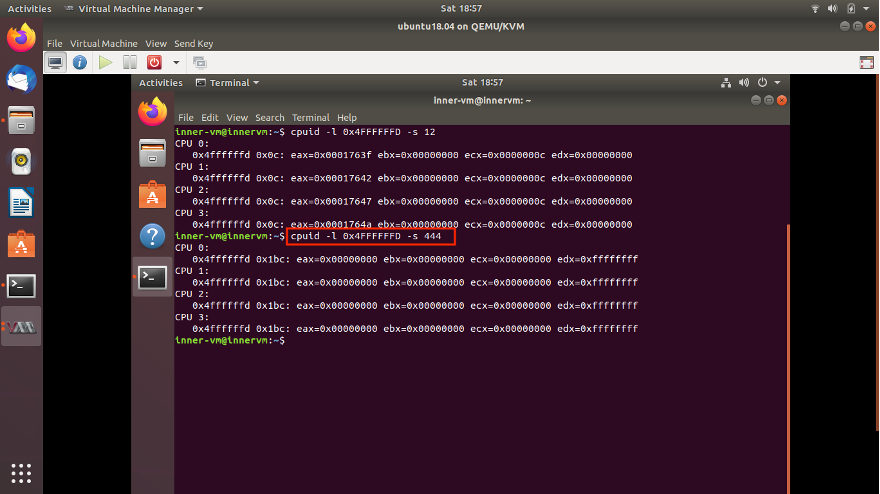 Activities Virtual Machine Manager Sat 18:57
ubuntu18.04 on QEMU/KVM
File Virtual Machine View Send Key
Activities Terminal Sat 18:57
inner-vm@innervm: ~
File Edit View Search Terminal Help
inner-vm@innervm:~$ cpuid -l 0x4FFFFFFD -s 12
CPU 0:
0x4ffffffd 0x0c: eax=0x0001763f ebx=0x00000000 ecx=0x0000000c edx=0x00000000
CPU 1:
0x4ffffffd 0x0c: eax=0x00017642 ebx=0x00000000 ecx=0x0000000c edx=0x00000000
CPU 2:
0x4ffffffd 0x0c: eax=0x00017647 ebx=0x00000000 ecx=0x0000000c edx=0x00000000
CPU 3:
0x4ffffffd 0x0c: eax=0x0001764a ebx=0x00000000 ecx=0x0000000c edx=0x00000000
inner-vm@innervm:~$ cpuid -l 0x4FFFFFFD -s 444
CPU 0:
0x4ffffffd 0x1bc: eax=0x00000000 ebx=0x00000000 ecx=0x00000000 edx=0xffffffff
CPU 1:
0x4ffffffd 0x1bc: eax=0x00000000 ebx=0x00000000 ecx=0x00000000 edx=0xffffffff
CPU 2:
0x4ffffffd 0x1bc: eax=0x00000000 ebx=0x00000000 ecx=0x00000000 edx=0xffffffff
CPU 3:
0x4ffffffd 0x1bc: eax=0x00000000 ebx=0x00000000 ecx=0x00000000 edx=0xffffffff
inner-vm@innervm:~$